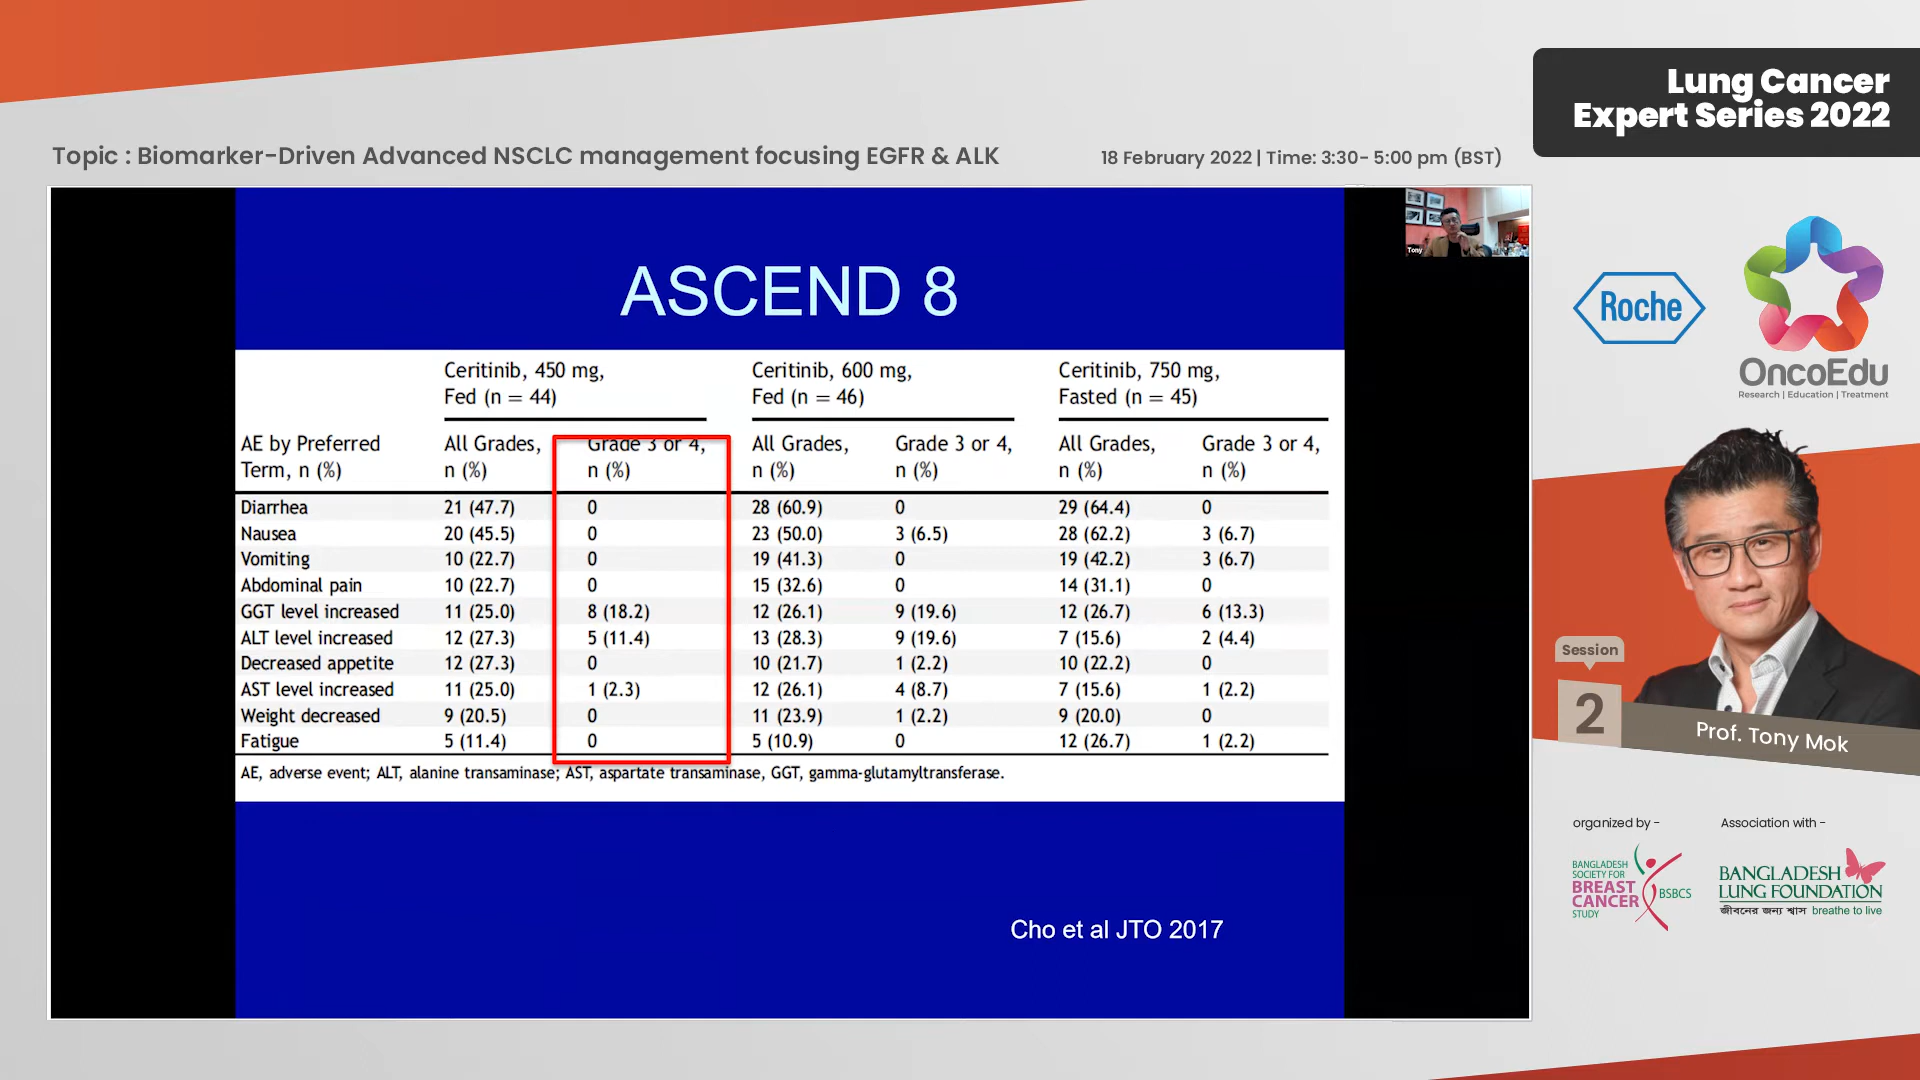 Lung Cancer
Expert Series 2022
Topic : Biomarker-Driven Advanced NSCLC management focusing EGFR & ALK
18 February 2022 | Time: 3:30- 5:00 pm (BST)
Tony
ASCEND 8
Ceritinib, 450 mg, Ceritinib, 600 mg, Ceritinib, 750 mg,
Fed (n = 44) Fed (n = 46) Fasted (n = 45)
AE by Preferred All Grades, Grade 3 or 4, All Grades, Grade 3 or 4, All Grades, Grade 3 or 4,
Term, n (%) n (%) n (%) n (%) n (%) n (%) n (%)
Diarrhea 21 (47.7) 0 28 (60.9) 0 29 (64.4) 0
Nausea 20 (45.5) 0 23 (50.0) 3 (6.5) 28 (62.2) 3 (6.7)
Vomiting 10 (22.7) 0 19 (41.3) 0 19 (42.2) 3 (6.7)
Abdominal pain 10 (22.7) 0 15 (32.6) 0 14 (31.1) 0
GGT level increased 11 (25.0) 8 (18.2) 12 (26.1) 9 (19.6) 12 (26.7) 6 (13.3)
ALT level increased 12 (27.3) 5 (11.4) 13 (28.3) 9 (19.6) 7 (15.6) 2 (4.4)
Decreased appetite 12 (27.3) 0 10 (21.7) 1 (2.2) 10 (22.2) 0
AST level increased 11 (25.0) 1 (2.3) 12 (26.1) 4 (8.7) 7 (15.6) 1 (2.2)
Weight decreased 9 (20.5) 0 11 (23.9) 1 (2.2) 9 (20.0) 0
Fatigue 5 (11.4) 0 5 (10.9) 0 12 (26.7) 1 (2.2)
AE, adverse event; ALT, alanine transaminase; AST, aspartate transaminase, GGT, gamma-glutamyltransferase.
Cho et al JTO 2017
Roche
OncoEdu
Research | Education | Treatment
Session
2
Prof. Tony Mok
organized by -
BANGLADESH
SOCIETY FOR
BREAST
CANCER
STUDY
BSBCS
Association with -
BANGLADESH
LUNG FOUNDATION
জীবনের জন্য শ্বাস breathe to live